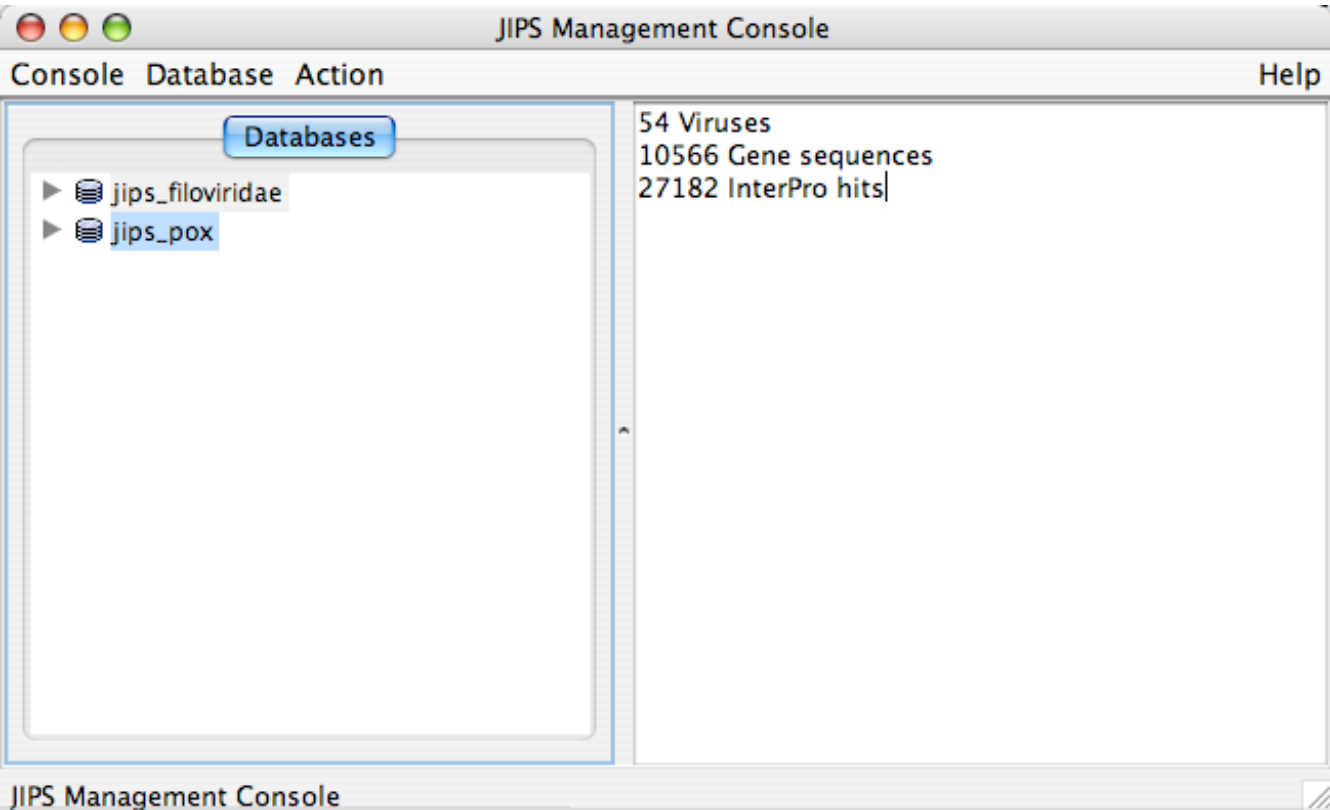 JIPS Management Console
Console Database Action Help
Databases
jips_filoviridae
jips_pox
54 Viruses
10566 Gene sequences
27182 InterPro hits
JIPS Management Console